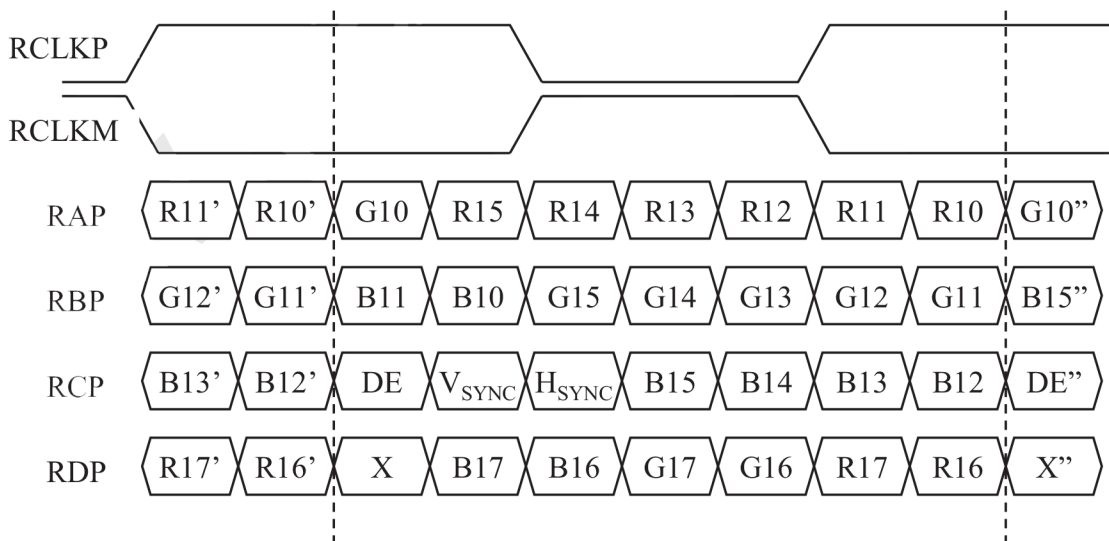 RCLKP
RCLKM
RAP R11’ R10’ G10 R15 R14 R13 R12 R11 R10 G10”
RBP G12’ G11’ B11 B10 G15 G14 G13 G12 G11 B15”
RCP B13’ B12’ DE VSYNC HSYNC B15 B14 B13 B12 DE”
RDP R17’ R16’ X B17 B16 G17 G16 R17 R16 X”